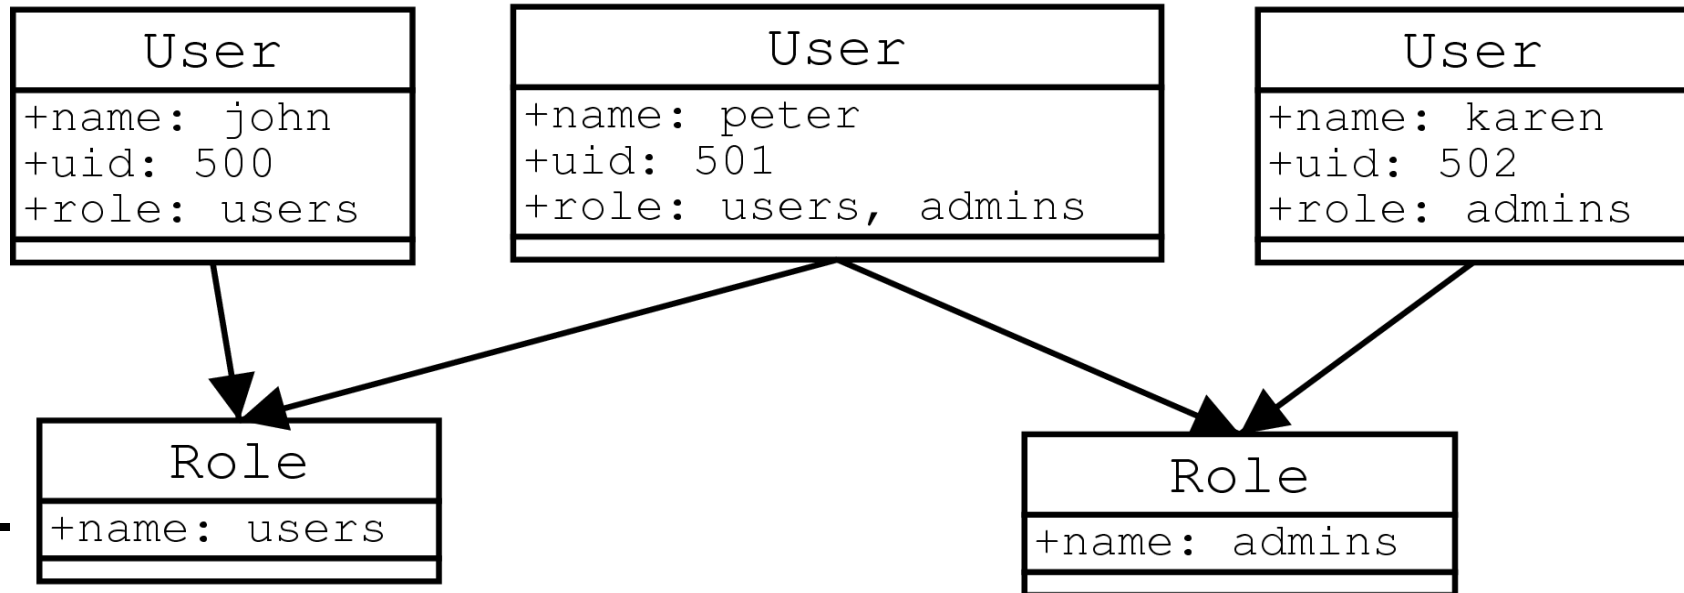 User
+name: john
+uid: 500
+role: users
User
+name: peter
+uid: 501
+role: users, admins
User
+name: karen
+uid: 502
+role: admins
Role
+name: users
Role
+name: admins